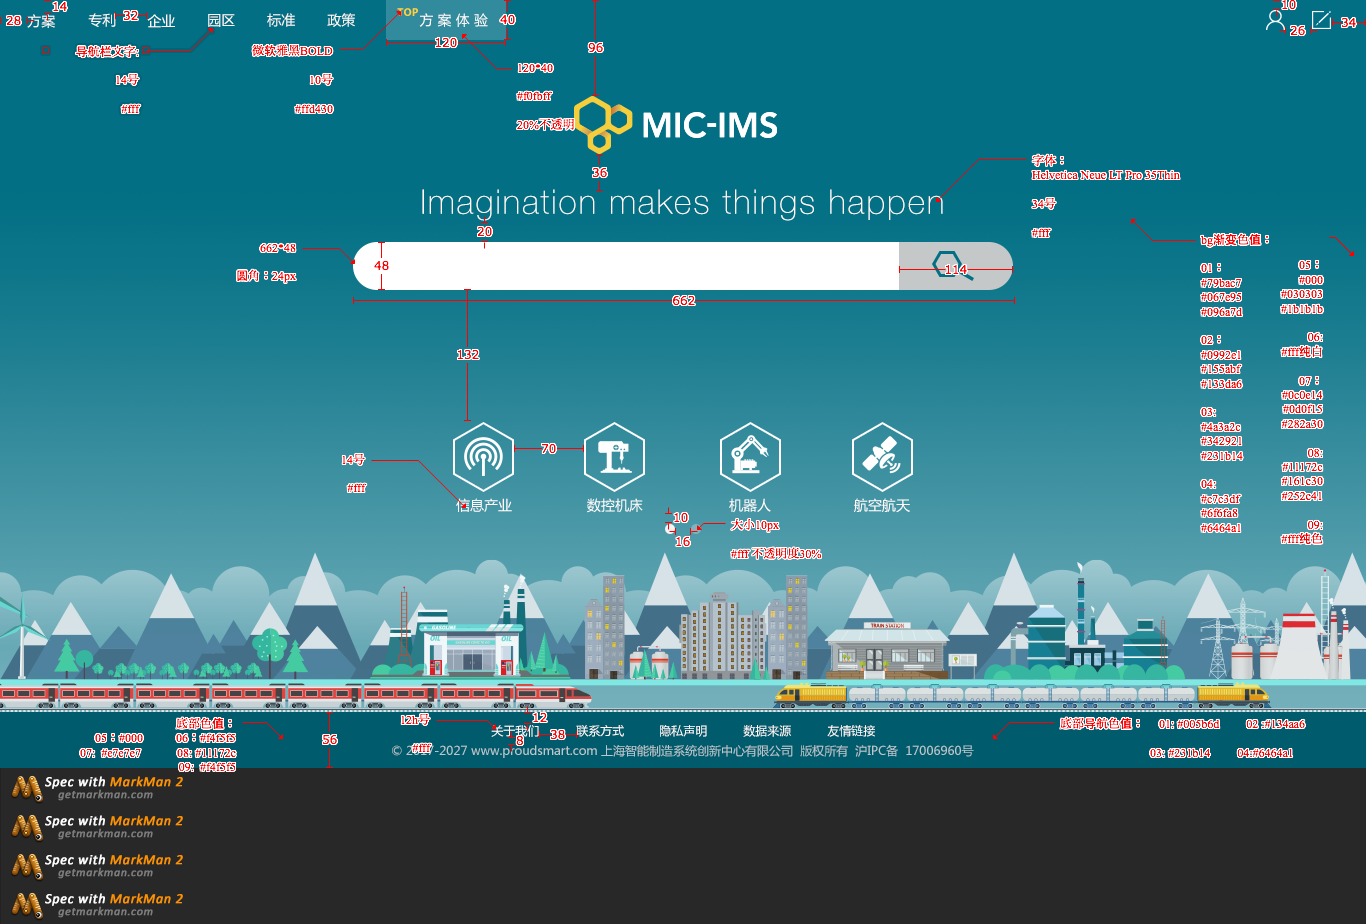 28
14
方案
专利
32
企业
园区
标准
政策
TOP
方案体验
40
10
26
34
120
96
导航栏文字:
14号
#fff
微软雅黑BOLD
10号
#ffd430
120*40
#f0fbff
20%不透明
MIC-IMS
36
Imagination makes things happen
字体：
Helvetica Neue LT Pro 35Thin
34号
#fff
20
662*48
圆角：24px
48
114
662
132
bg渐变色值：
01：
#79bac7
#067e95
#096a7d
02：
#0992e1
#155abf
#133da6
03:
#4a3a2c
#342921
#231b14
04:
#c7c3df
#6f6fa8
#6464a1
05：
#000
#030303
#1b1b1b
06:
#fff纯白
07：
#0c0e14
#0d0f15
#282a30
08:
#11172c
#161c30
#252c41
09:
#fff纯色
14号
#fff
70
信息产业
数控机床
机器人
航空航天
10
16
大小10px
#fff 不透明度30%
GASOLINE
OIL
OIL
TRAIN STATION
底部色值：
05：#000
06：#f4f5f5
07: #c7c7c7
08: #11172c
09: #f4f5f5
56
12h号
#fff
12
关于我们
38
联系方式
隐私声明
数据来源
友情链接
8
-2027 www.proudsmart.com 上海智能制造系统创新中心有限公司 版权所有 沪IPC备 17006960号
底部导航色值：
01: #005b6d
02 :#134aa6
03: #231b14
04:#6464a1
Spec with MarkMan 2
getmarkman.com
Spec with MarkMan 2
getmarkman.com
Spec with MarkMan 2
getmarkman.com
Spec with MarkMan 2
getmarkman.com